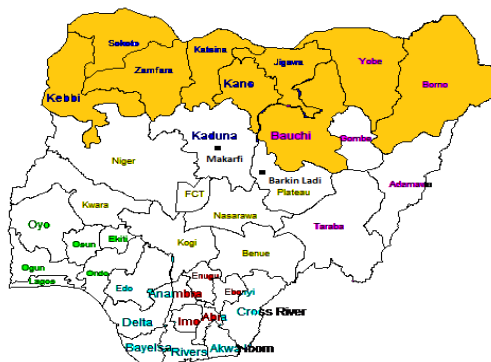 Sokoto
Katsina
Jigawa
Yobe
Borno
Zamfara
Kano
Kebbi
Kaduna
Bauchi
Gombe
Makarfi
Niger
Barkin Ladi
Plateau
Adamawa
FCT
Kwara
Nasarawa
Taraba
Oyo
Osun
Ekiti
Kogi
Benue
Ogun
Ondo
Lagos
Edo
Enugu
Anambra
Ebonyi
Delta
Imo
Abia
Cross River
Bayelsa
Rivers
Akwa Ibom